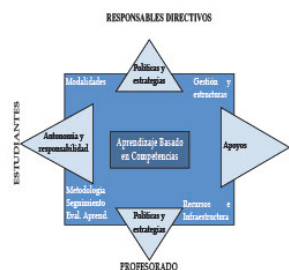 RESPONSABLES DIRECTIVOS
Políticas y
estrategias
Modalidades
Gestión y
estructuras
ESTUDIANTES
Autonomía y
responsabilidad
Aprendizaje Basado
en Competencias
Apoyos
Metodología
Seguimiento
Eval. Aprend.
Políticas y
estrategias
Recursos e
Infraestructura
PROFESORADO